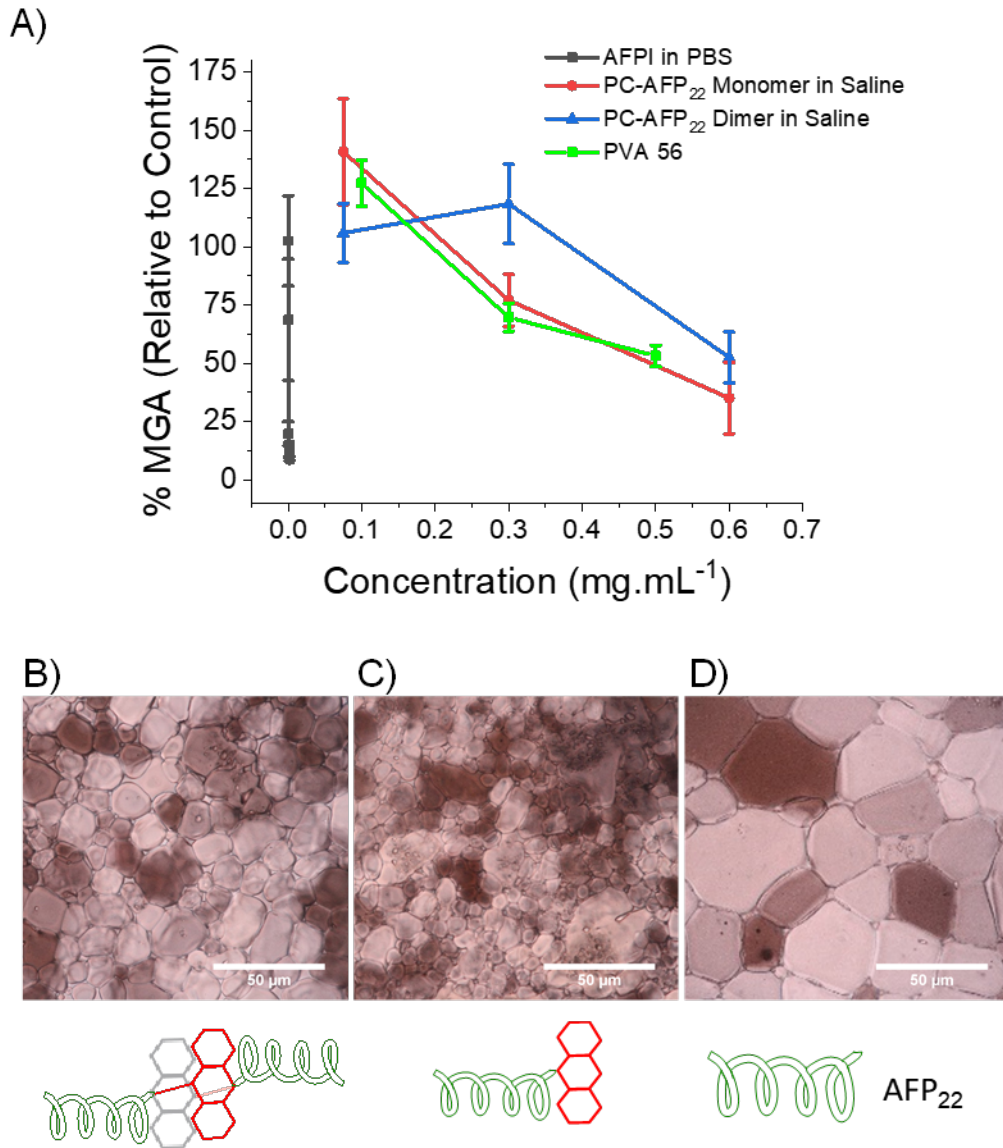 A)
AFPI in PBS
PC-AFP₂₂ Monomer in Saline
PC-AFP₂₂ Dimer in Saline
PVA 56
% MGA (Relative to Control)
175
150
125
100
75
50
25
0
0.0 0.1 0.2 0.3 0.4 0.5 0.6 0.7
Concentration (mg.mL⁻¹)
B) C) D)
50 µm 50 µm 50 µm
AFP₂₂